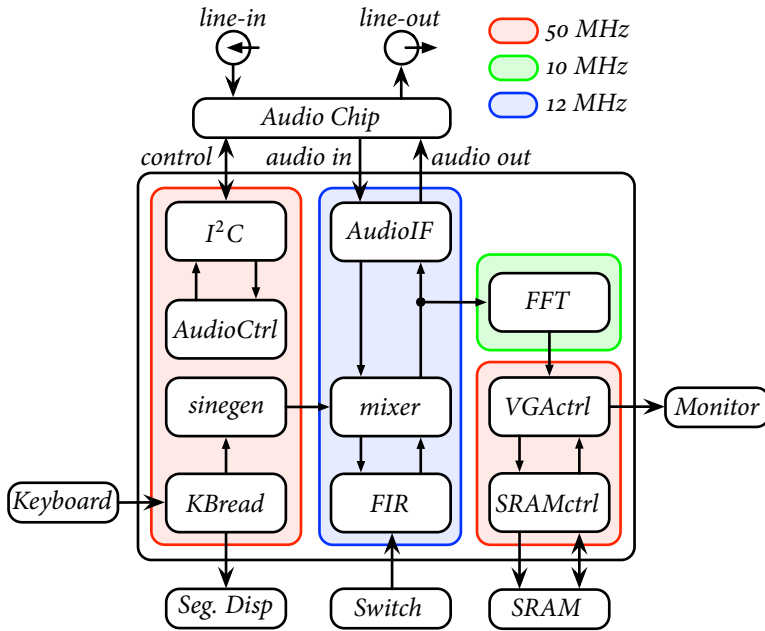 line-in
line-out
50 MHz
10 MHz
12 MHz
Audio Chip
control
audio in
audio out
I²C
AudioIF
FFT
AudioCtrl
sinegen
mixer
VGActrl
Monitor
Keyboard
KBread
FIR
SRAMctrl
Seg. Disp
Switch
SRAM